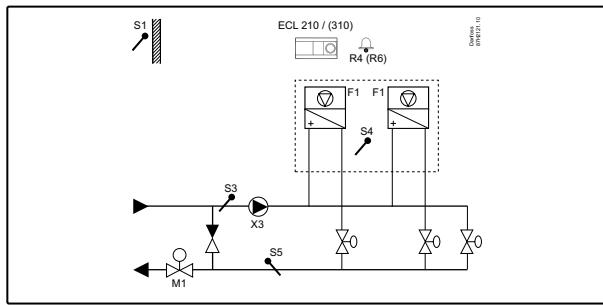 S1
ECL 210 / (310)
R4 (R6)
Danfoss
87H2121.10
F1
F1
S4
+
+
S3
X3
S5
M1